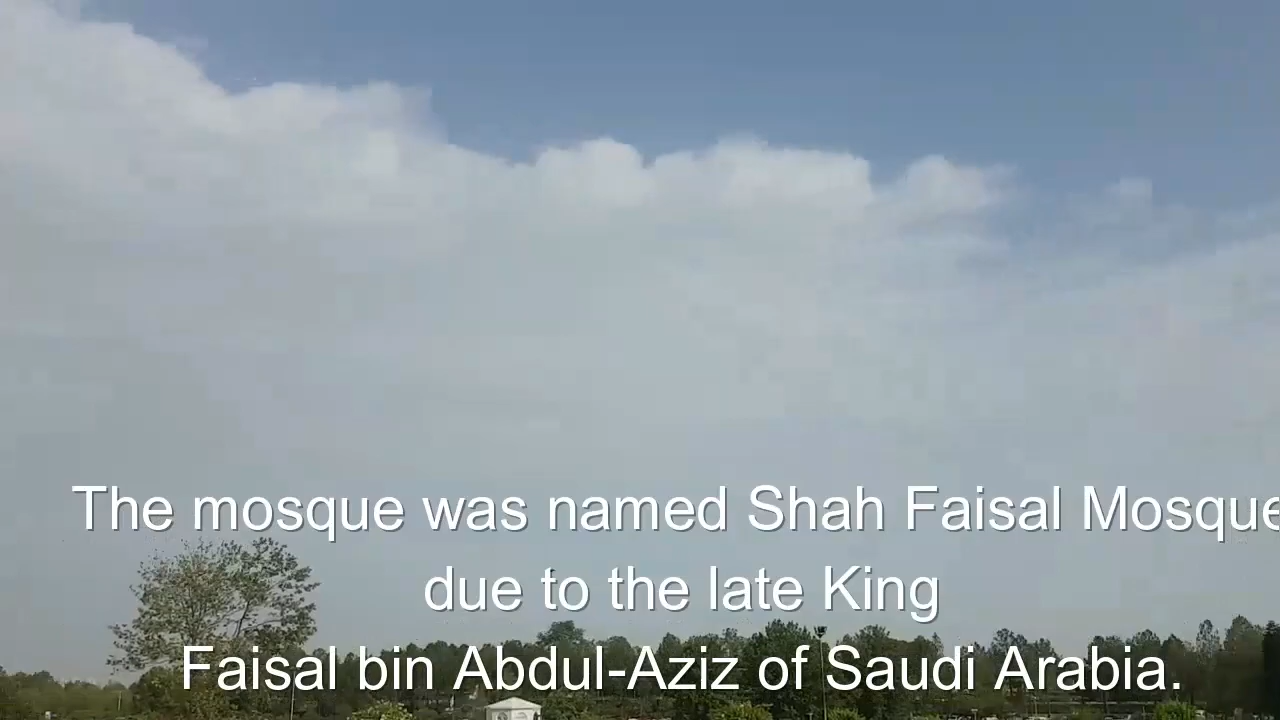 The mosque was named Shah Faisal Mosque
due to the late King
Faisal bin Abdul-Aziz of Saudi Arabia.